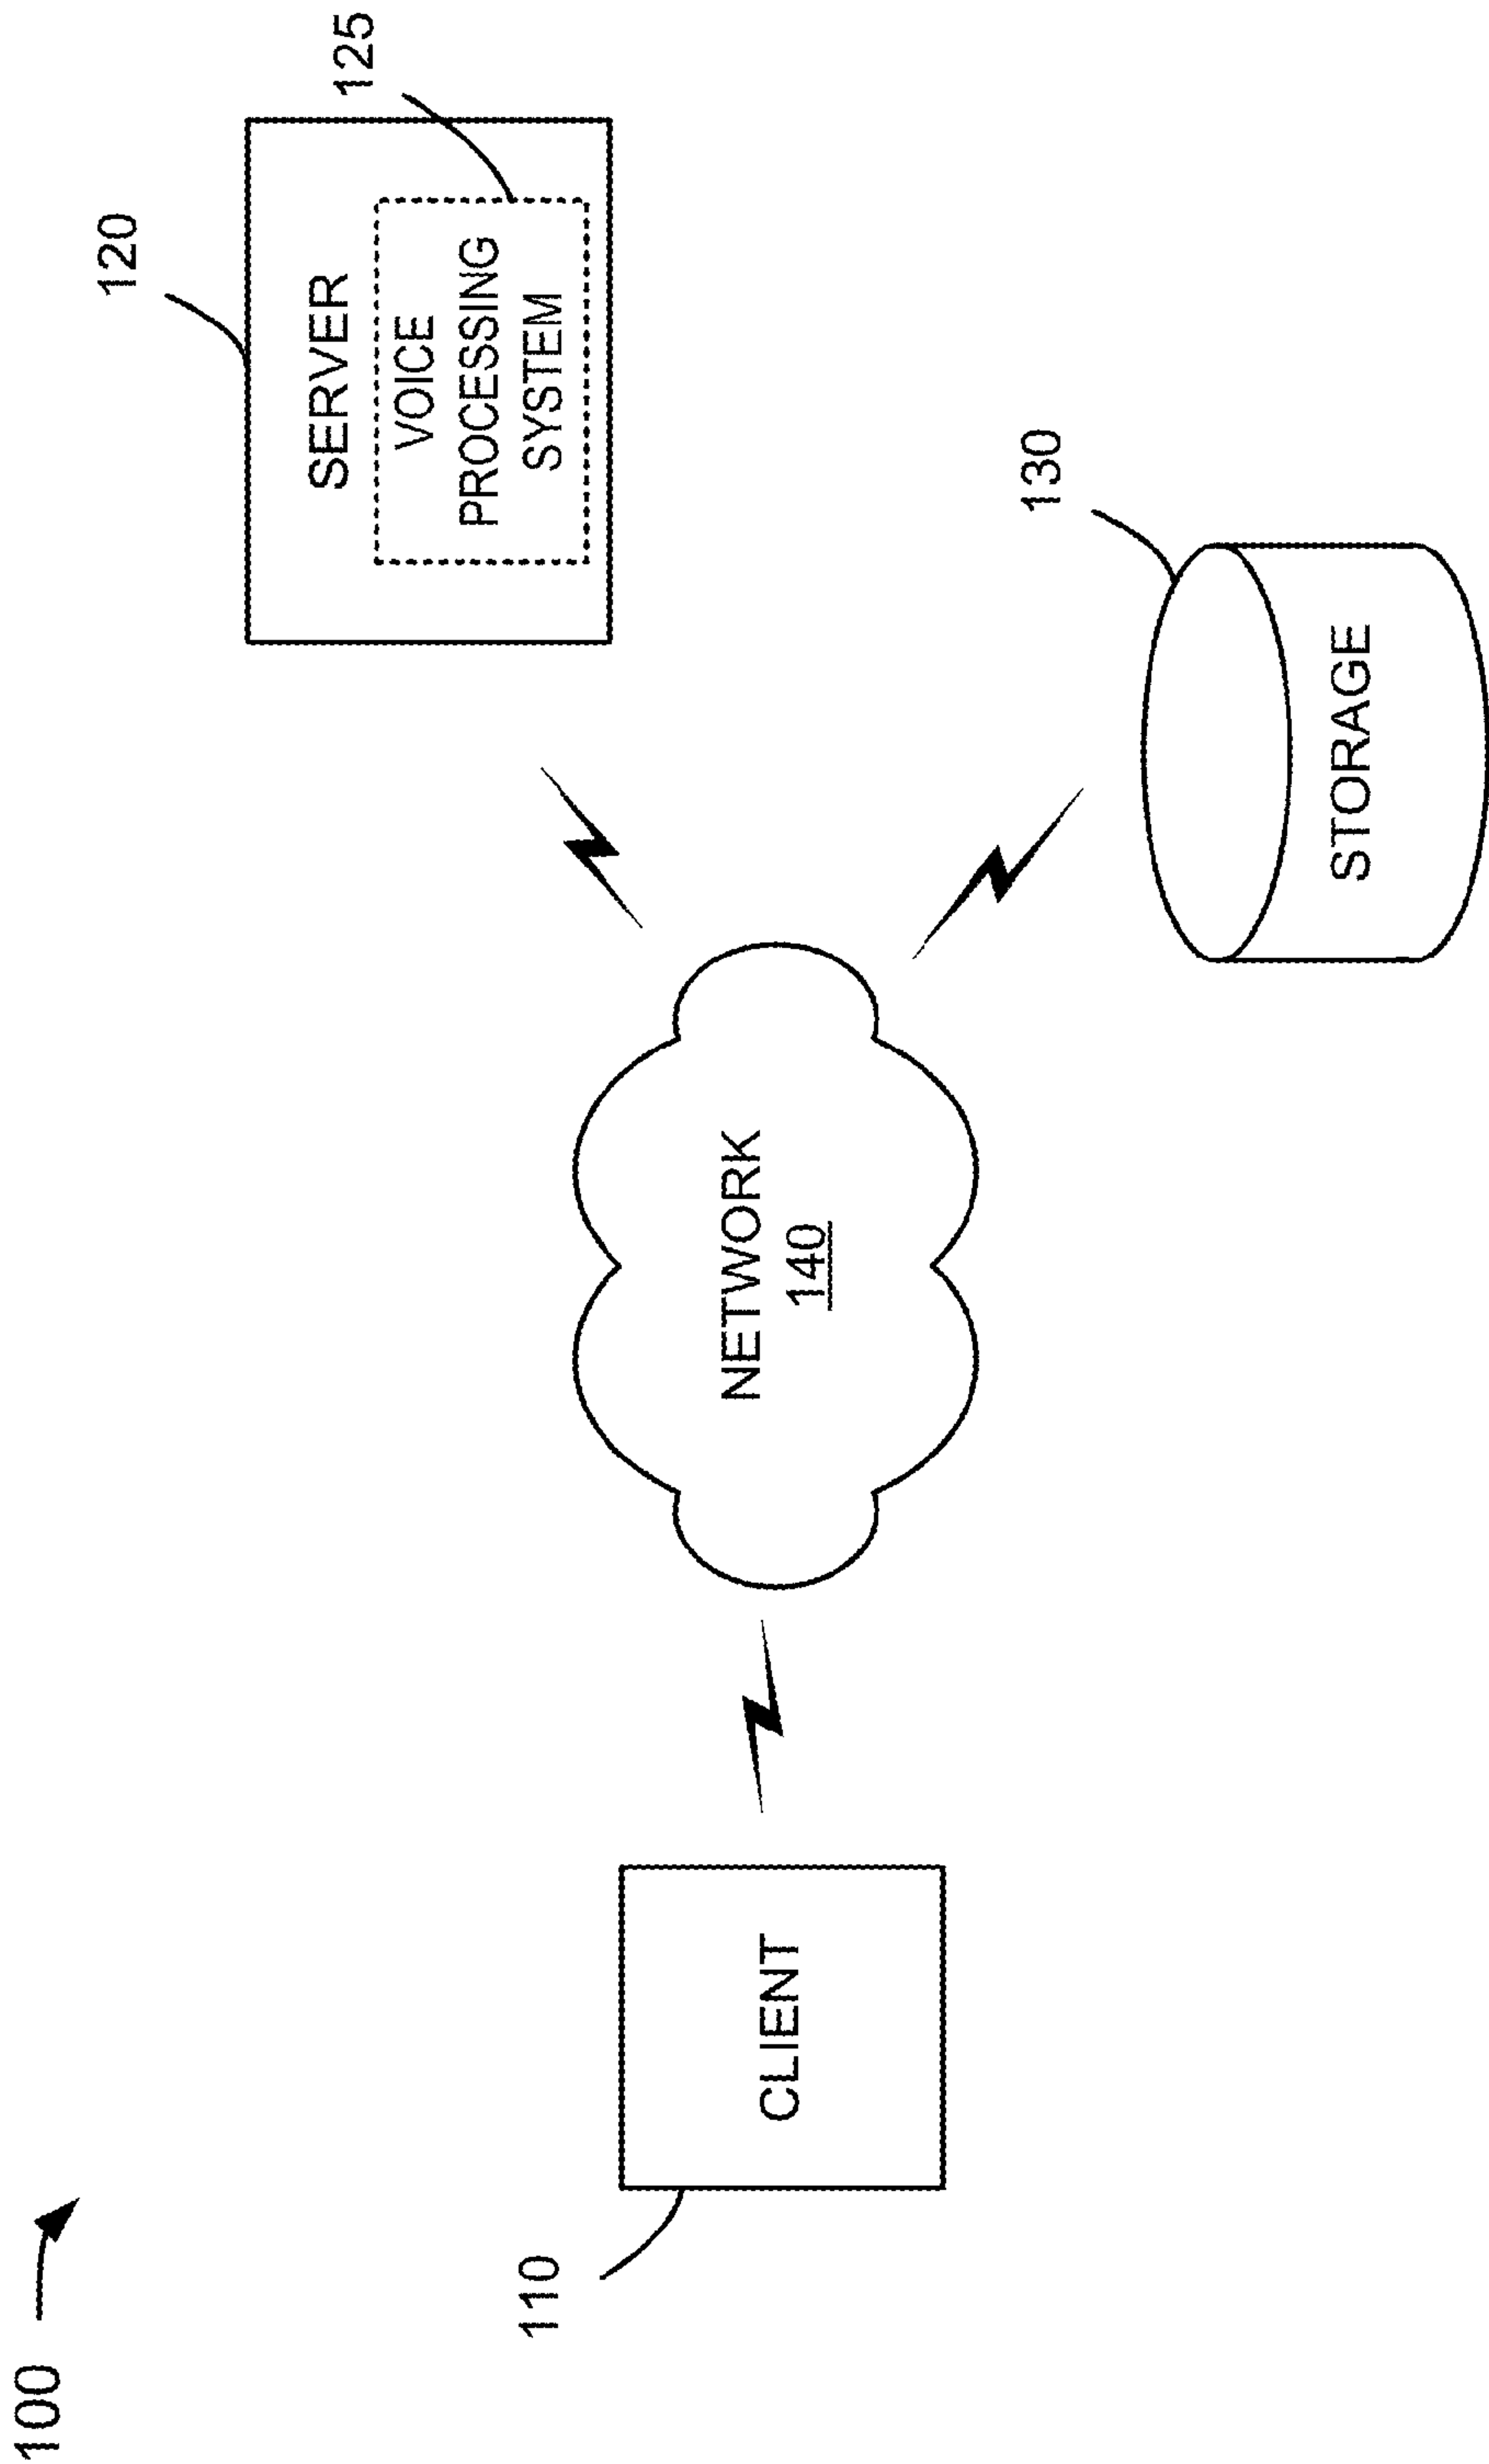 100
120
125
SERVER
VOICE
PROCESSING
SYSTEM
110
CLIENT
NETWORK
140
130
STORAGE